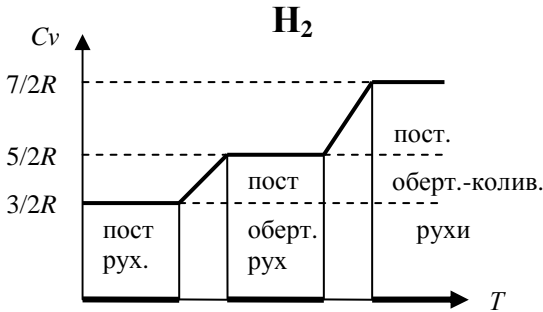 H₂
Cv
7/2R
5/2R
3/2R
пост
рух.
пост
оберт.
рух
пост.
оберт.-колив.
рухи
T